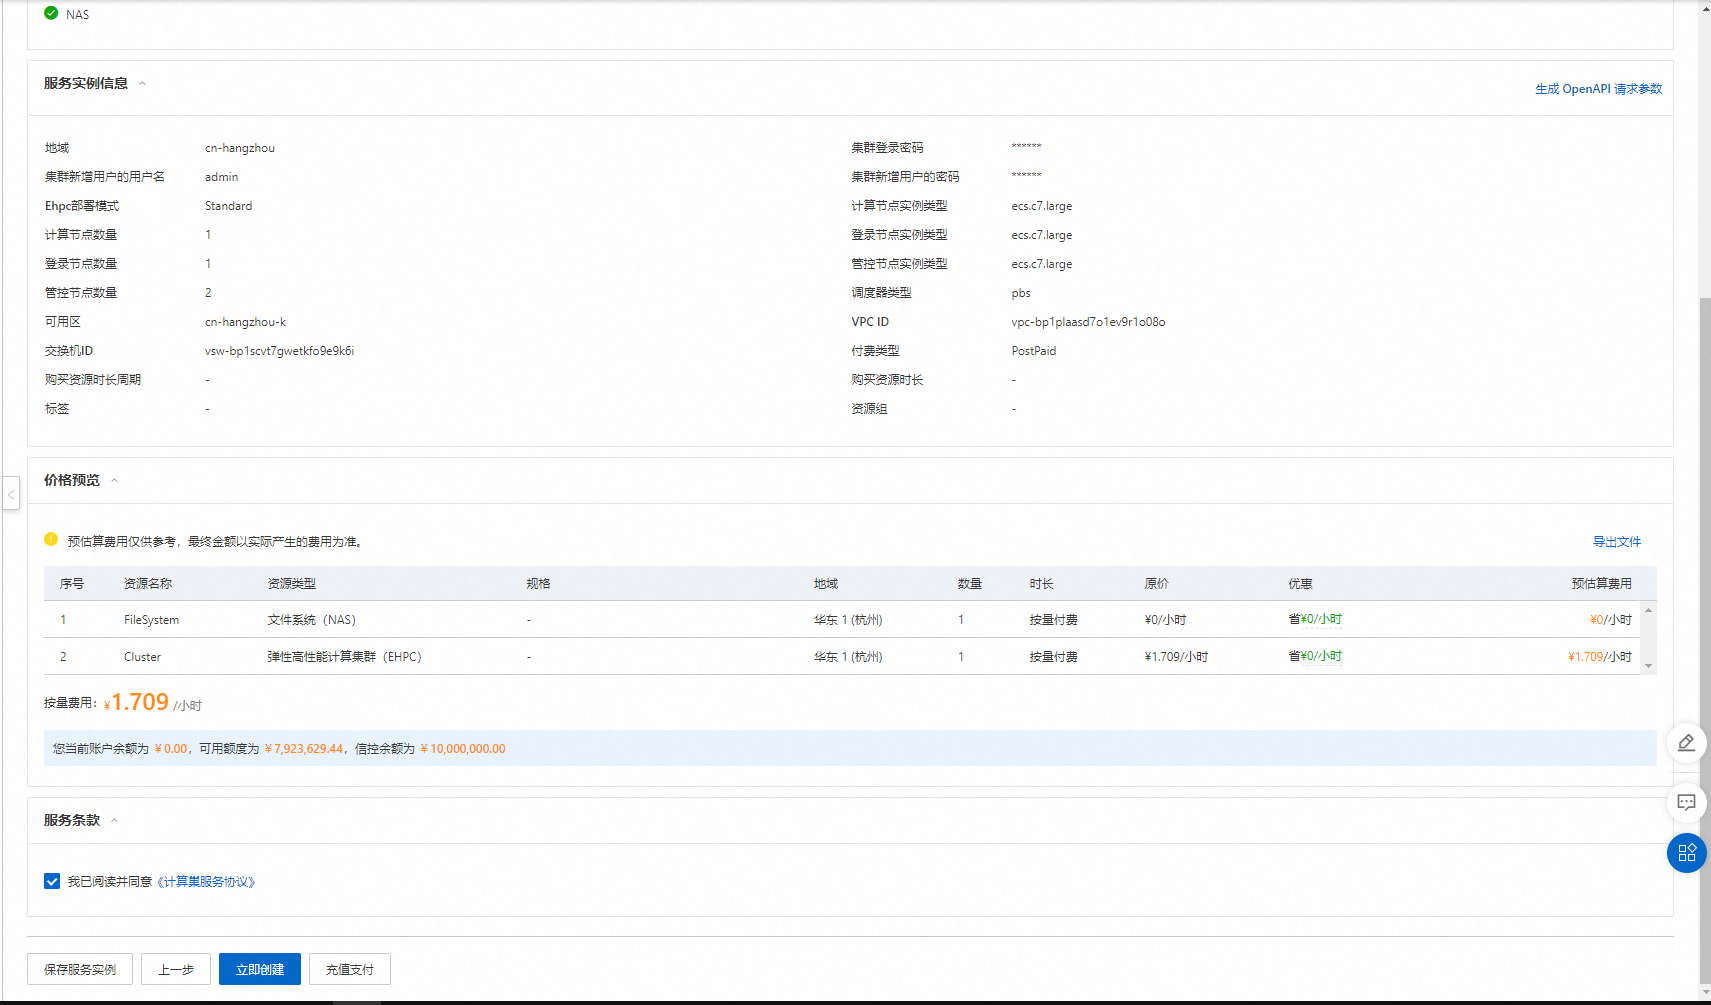 NAS
服务实例信息
生成 OpenAPI 请求参数
地域 cn-hangzhou 集群登录密码 ******
集群新增用户的用户名 admin 集群新增用户的密码 ******
Ehpc部署模式 Standard 计算节点实例类型 ecs.c7.large
计算节点数量 1 登录节点实例类型 ecs.c7.large
登录节点数量 1 管控节点实例类型 ecs.c7.large
管控节点数量 2 调度器类型 pbs
可用区 cn-hangzhou-k VPC ID vpc-bp1plaasd7o1ev9r1o08o
交换机ID vsw-bp1scvt7gwetkfo9e9k6i 付费类型 PostPaid
购买资源时长周期 - 购买资源时长 -
标签 - 资源组 -
价格预览
预估算费用仅供参考，最终金额以实际产生的费用为准。 导出文件
序号 资源名称 资源类型 规格 地域 数量 时长 原价 优惠 预估算费用
1 FileSystem 文件系统（NAS） - 华东 1 (杭州) 1 按量付费 ¥0/小时 省¥0/小时 ¥0/小时
2 Cluster 弹性高性能计算集群（EHPC） - 华东 1 (杭州) 1 按量付费 ¥1.709/小时 省¥0/小时 ¥1.709/小时
按量费用： ¥1.709 /小时
您当前账户余额为 ¥0.00，可用额度为 ¥7,923,629.44，信控余额为 ¥10,000,000.00
服务条款
我已阅读并同意《计算巢服务协议》
保存服务实例 上一步 立即创建 充值支付